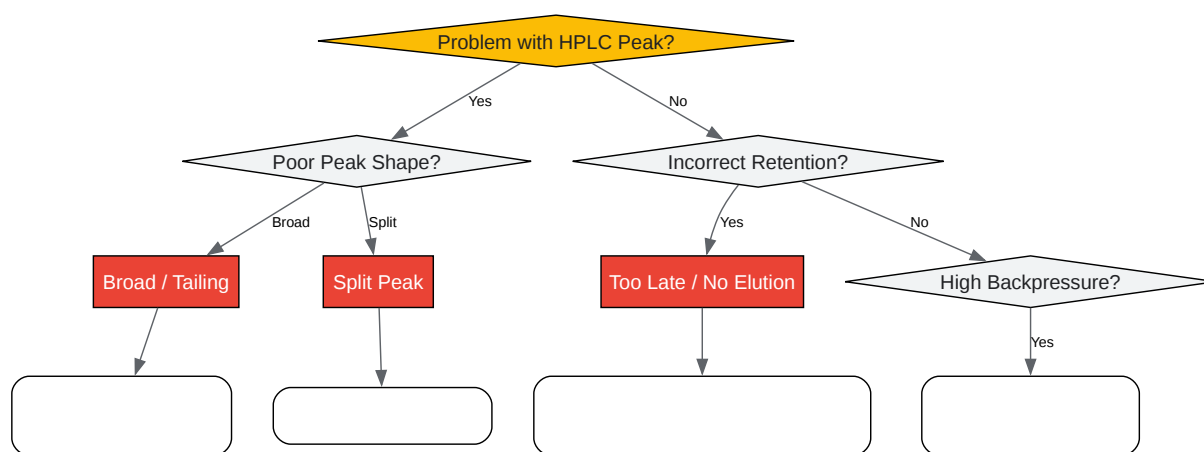 Problem with HPLC Peak?
Yes
No
Poor Peak Shape?
Incorrect Retention?
Broad
Split
Yes
No
Broad / Tailing
Split Peak
Too Late / No Elution
High Backpressure?
Yes